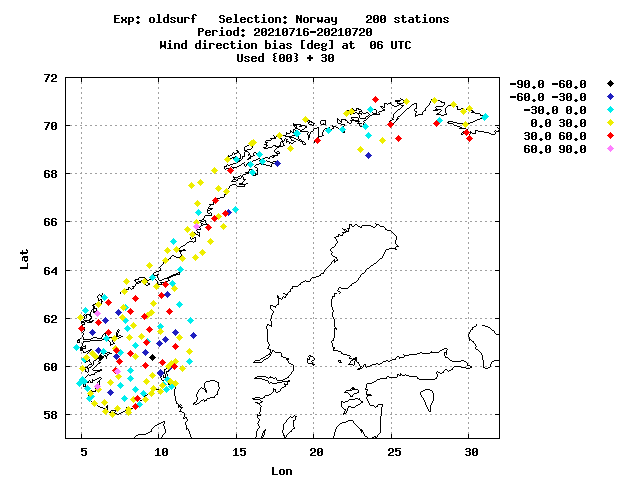 Exp: oldsurf   Selection: Norway    200 stations
Period: 20210716-20210720
Wind direction bias [deg] at  06 UTC
Used {00} + 30
72
70
68
66
64
62
60
58
Lat
5 10 15 20 25 30
Lon
-90.0 -60.0
-60.0 -30.0
-30.0 0.0
0.0 30.0
30.0 60.0
60.0 90.0